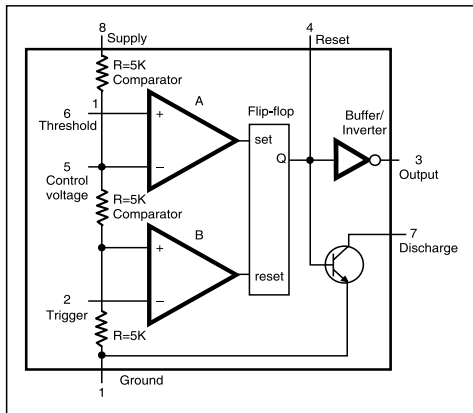 8
Supply
4
Reset
R=5K
Comparator
A
6
1
Threshold
+
−
5
Control
voltage
Flip-flop
set
Q
reset
Buffer/
Inverter
3
Output
R=5K
Comparator
B
+
−
7
Discharge
2
Trigger
R=5K
Ground
1